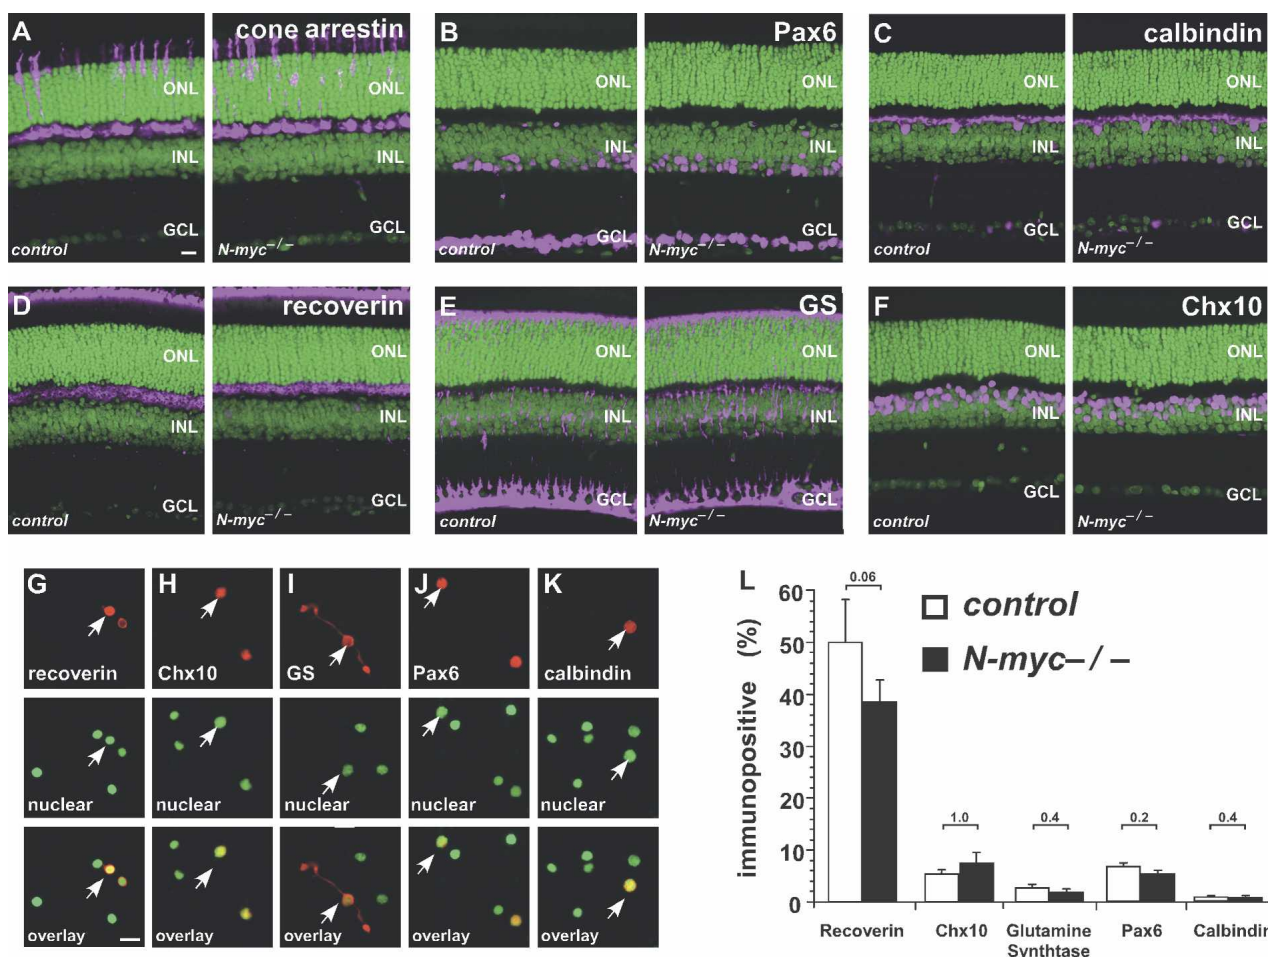 A cone arrestin B Pax6 C calbindin
ONL ONL ONL ONL ONL ONL
INL INL INL INL INL INL
GCL GCL GCL GCL GCL GCL
control N-myc–/– control N-myc–/– control N-myc–/–
D recoverin E GS F Chx10
ONL ONL ONL ONL ONL ONL
INL INL INL INL INL INL
GCL GCL GCL GCL GCL GCL
control N-myc–/– control N-myc–/– control N-myc–/–
G H I J K
recoverin Chx10 GS Pax6 calbindin
nuclear nuclear nuclear nuclear nuclear
overlay overlay overlay overlay overlay
L
immunopositive (%)
60
50
40
30
20
10
0
control
N-myc–/–
0.06 1.0 0.4 0.2 0.4
Recoverin Chx10 Glutamine Pax6 Calbindin
Synthtase